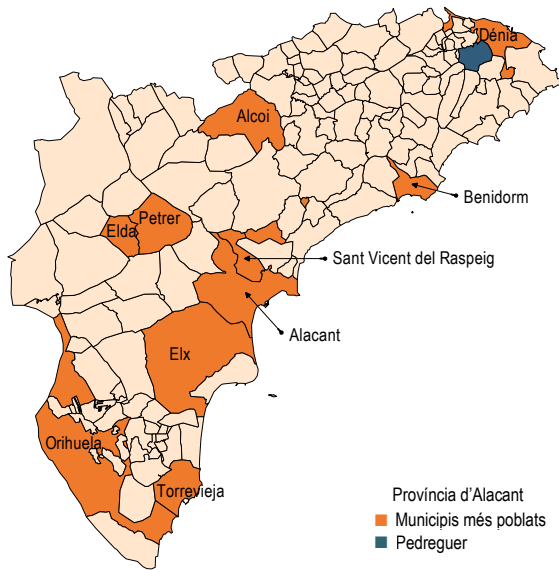 Dénia
Alcoi
Benidorm
Petrer
Elda
Sant Vicent del Raspeig
Alacant
Elx
Orihuela
Torrevieja
Província d'Alacant
Municipis més poblats
Pedreguer